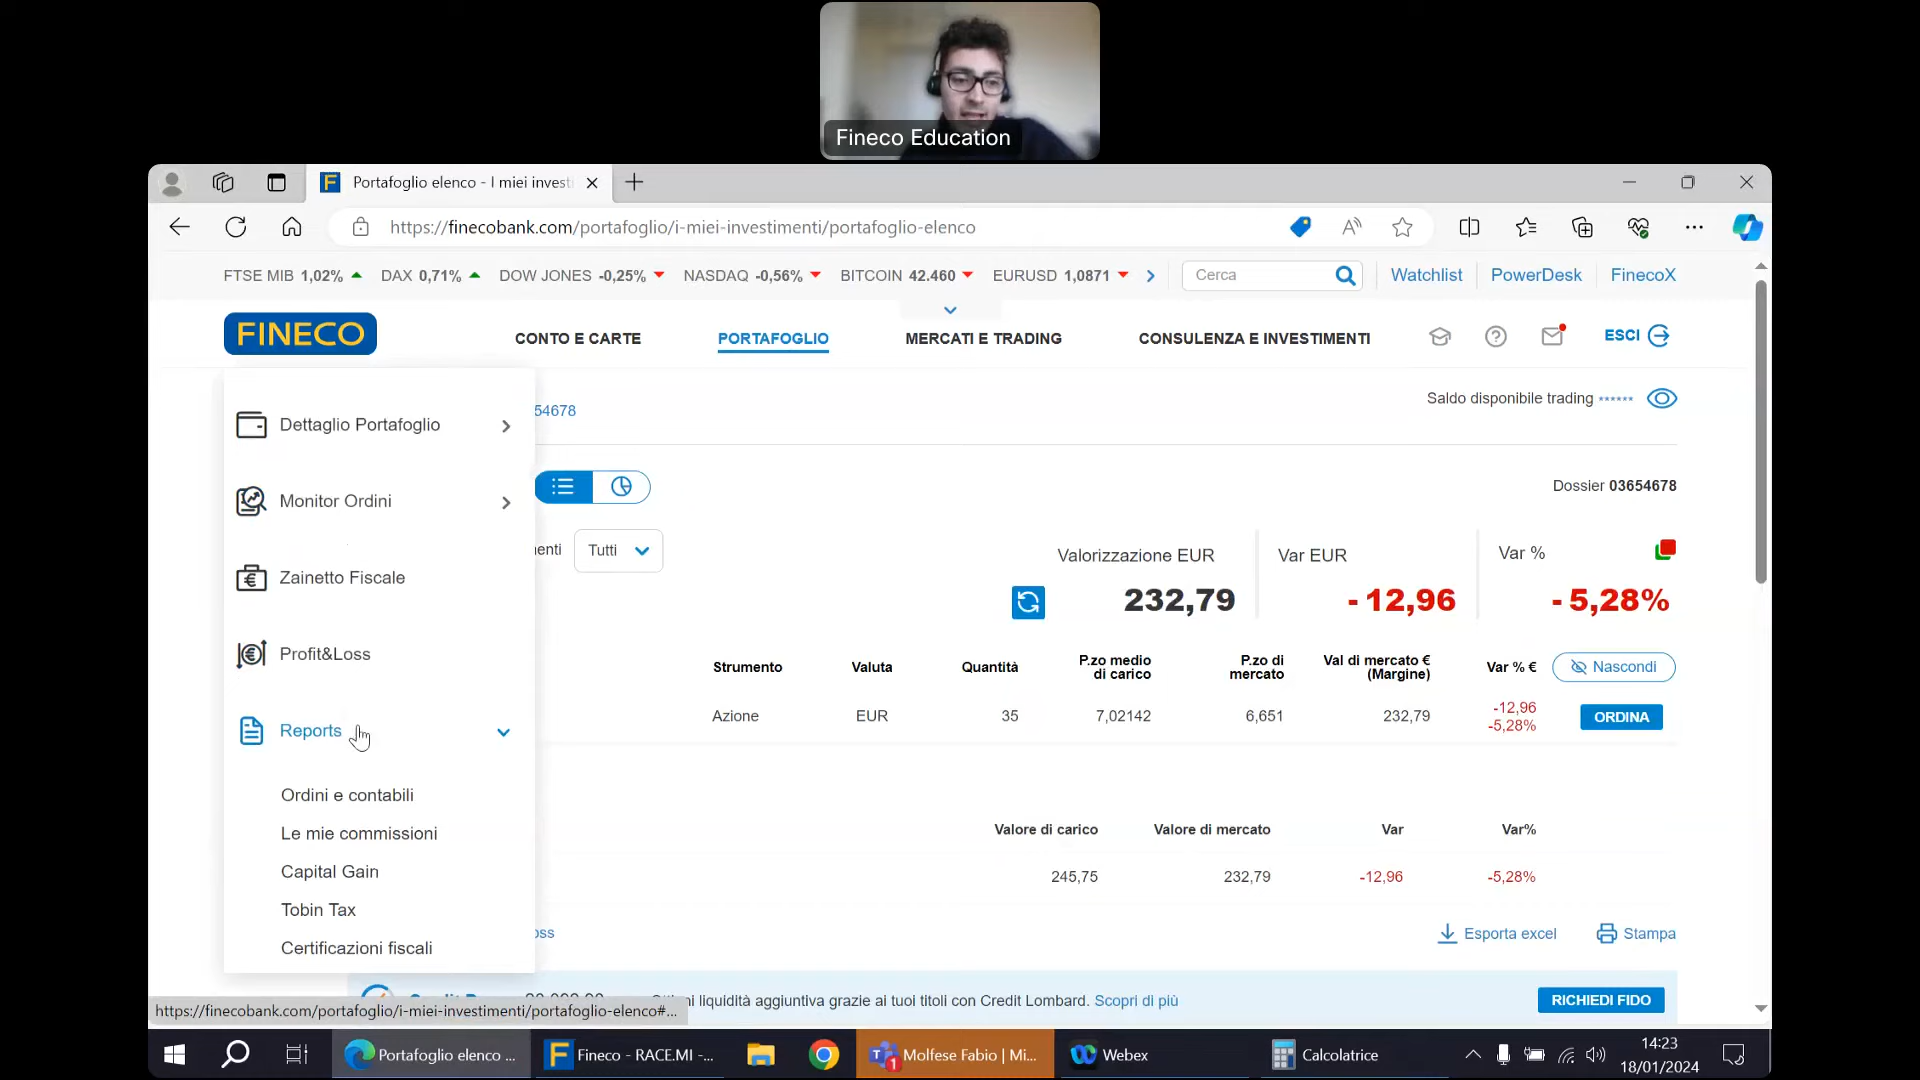 Fineco Education
Portafoglio elenco - I miei invest
https://finecobank.com/portafoglio/i-miei-investimenti/portafoglio-elenco
FTSE MIB 1,02% DAX 0,71% DOW JONES -0,25% NASDAQ -0,56% BITCOIN 42.460 EURUSD 1,0871 Cerca Watchlist PowerDesk FinecoX
FINECO CONTO E CARTE PORTAFOGLIO MERCATI E TRADING CONSULENZA E INVESTIMENTI ESCI
Saldo disponibile trading ******
54678
Dettaglio Portafoglio
Dossier 03654678
Monitor Ordini
enti Tutti
Valorizzazione EUR Var EUR Var %
Zainetto Fiscale
232,79 - 12,96 - 5,28%
Profit&Loss
Strumento Valuta Quantità P.zo medio di carico P.zo di mercato Val di mercato € (Margine) Var % € Nascondi
Azione EUR 35 7,02142 6,651 232,79 -12,96 -5,28% ORDINA
Reports
Ordini e contabili
Le mie commissioni
Capital Gain
Tobin Tax
Certificazioni fiscali
Valore di carico Valore di mercato Var Var%
245,75 232,79 -12,96 -5,28%
oss Esporta excel Stampa
liquidità aggiuntiva grazie ai tuoi titoli con Credit Lombard. Scopri di più RICHIEDI FIDO
https://finecobank.com/portafoglio/i-miei-investimenti/portafoglio-elenco#...
Portafoglio elenco ... Fineco - RACE.MI -... 1 Molfese Fabio | Mi... Webex Calcolatrice
14:23
18/01/2024